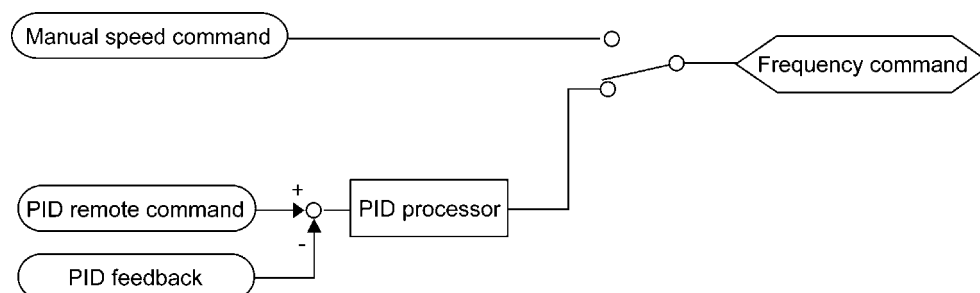 Manual speed command
Frequency command
PID remote command
+
PID processor
-
PID feedback